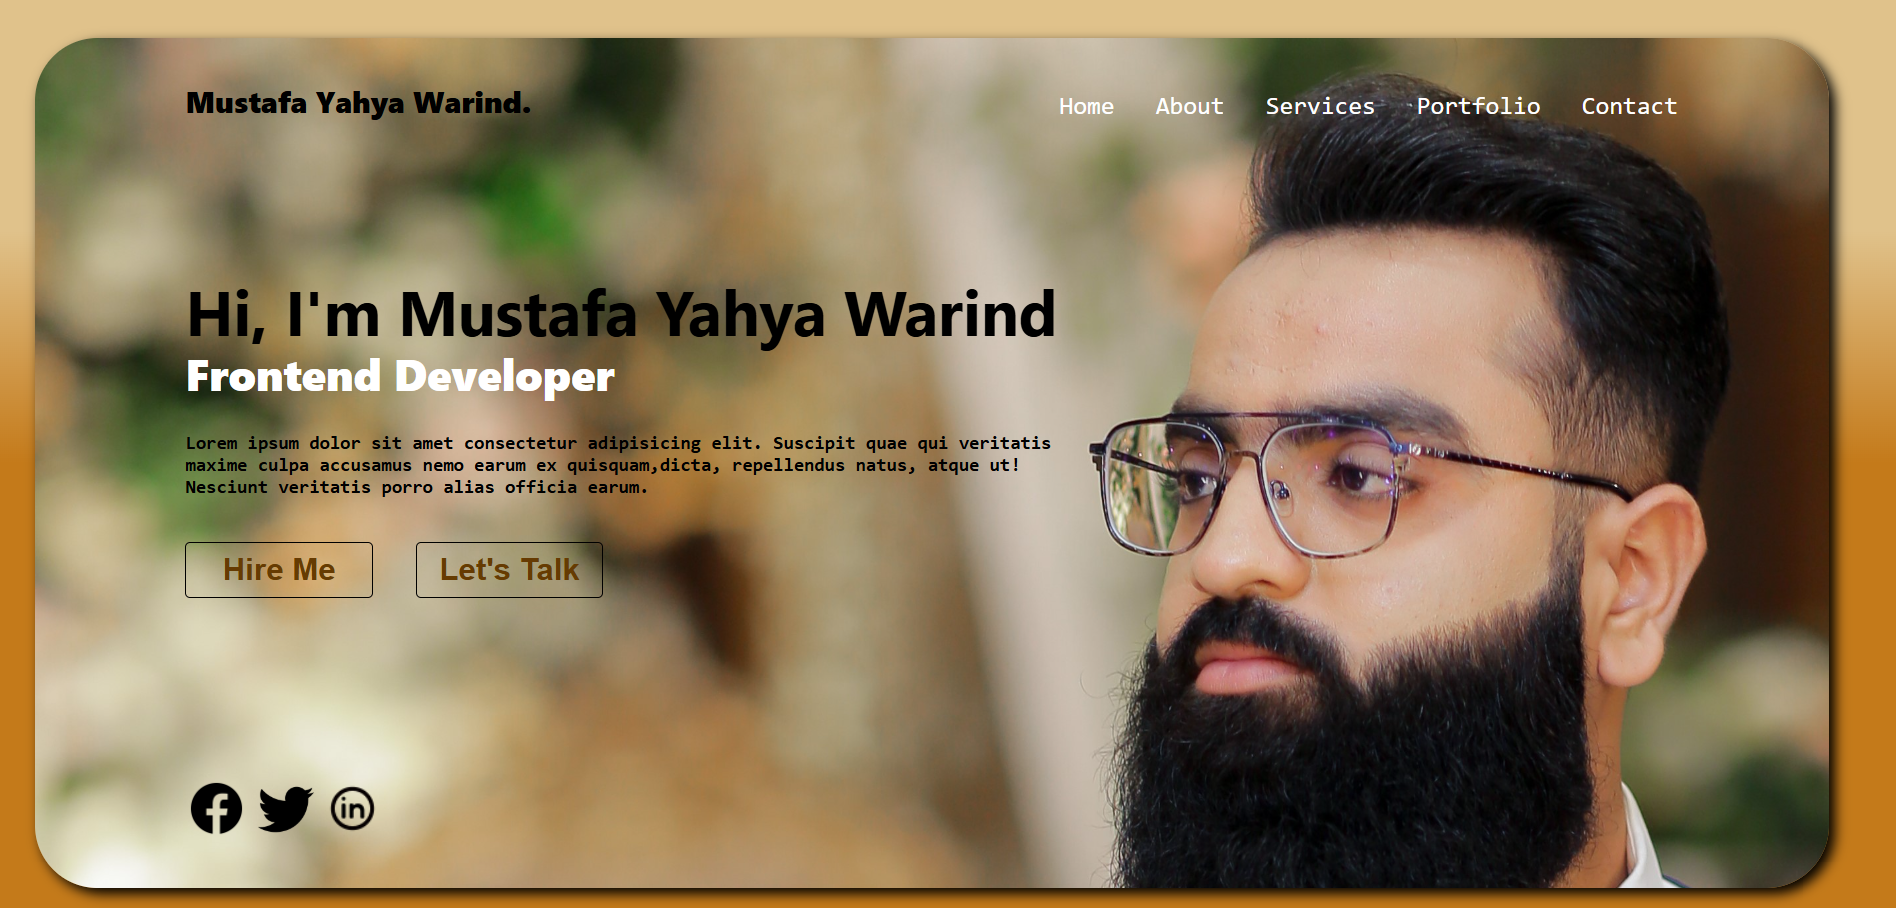 Mustafa Yahya Warind.
Home About Services Portfolio Contact
Hi, I'm Mustafa Yahya Warind
Frontend Developer
Lorem ipsum dolor sit amet consectetur adipisicing elit. Suscipit quae qui veritatis
maxime culpa accusamus nemo earum ex quisquam,dicta, repellendus natus, atque ut!
Nesciunt veritatis porro alias officia earum.
Hire Me
Let's Talk
in